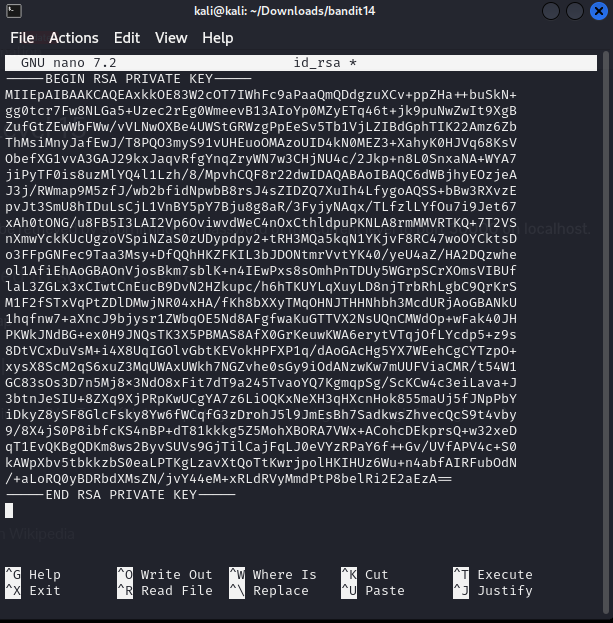 kali@kali: ~/Downloads/bandit14
File Actions Edit View Help
GNU nano 7.2 id_rsa *
-----BEGIN RSA PRIVATE KEY-----
MIIEpAIBAAKCAQEAxkkOE83W2cOT7IWhFc9aPaaQmQDdgzuXCv+ppZHa++buSkN+
gg0tcr7Fw8NLGa5+Uzec2rEg0WmeevB13AIoYp0MZyETq46t+jk9puNwZwIt9XgB
ZufGtZEwWbFWw/vVLNwOXBe4UWStGRWzgPpEeSv5Tb1VjLZIBdGphTIK22Amz6Zb
ThMsiMnyJafEwJ/T8PQO3myS91vUHEuoOMAzoUID4kN0MEZ3+XahyK0HJVq68KsV
ObefXG1vvA3GAJ29kxJaqvRfgYnqZryWN7w3CHjNU4c/2Jkp+n8L0SnxaNA+WYA7
jiPyTF0is8uzMlYQ4l1Lzh/8/MpvhCQF8r22dwIDAQABAoIBAQC6dWBjhyEOzjeA
J3j/RWmap9M5zfJ/wb2bfidNpwbB8rsJ4sZIDZQ7XuIh4LfygoAQSS+bBw3RXvzE
pvJt3SmU8hIDuLsCjL1VnBY5pY7Bju8g8aR/3FyjyNAqx/TLfzlLYfOu7i9Jet67
xAh0tONG/u8FB5I3LAI2Vp6OviwvdWeC4nOxCthldpuPKNLA8rmMMVRTKQ+7T2VS
nXmwYckKUcUgzoVSpiNZaS0zUDypdpy2+tRH3MQa5kqN1YKjvF8RC47woOYCktsD
o3FFpGNFec9Taa3Msy+DfQQhHKZFKIL3bJDONtmrVvtYK40/yeU4aZ/HA2DQzwhe
ol1AfiEhAoGBAOnVjosBkm7sblK+n4IEwPxs8sOmhPnTDUy5WGrpSCrXOmsVIBUf
laL3ZGLx3xCIwtCnEucB9DvN2HZkupc/h6hTKUYLqXuyLD8njTrbRhLgbC9QrKrS
M1F2fSTxVqPtZDlDMwjNR04xHA/fKh8bXXyTMqOHNJTHHNhbh3McdURjAoGBANkU
1hqfnw7+aXncJ9bjysr1ZWbqOE5Nd8AFgfwaKuGTTVX2NsUQnCMWdOp+wFak40JH
PKWkJNdBG+ex0H9JNQsTK3X5PBMAS8AfX0GrKeuwKWA6erytVTqjOfLYcdp5+z9s
8DtVCxDuVsM+i4X8UqIGOlvGbtKEVokHPFXP1q/dAoGAcHg5YX7WEehCgCYTzpO+
xysX8ScM2qS6xuZ3MqUWAxUWkh7NGZvhe0sGy9iOdANzwKw7mUUFViaCMR/t54W1
GC83sOs3D7n5Mj8x3NdO8xFit7dT9a245TvaoYQ7KgmqpSg/ScKCw4c3eiLava+J
3btnJeSIU+8ZXq9XjPRpKwUCgYA7z6LiOQKxNeXH3qHXcnHok855maUj5fJNpPbY
iDkyZ8ySF8GlcFsky8Yw6fWCqfG3zDrohJ5l9JmEsBh7SadkwsZhvecQcS9t4vby
9/8X4jS0P8ibfcKS4nBP+dT81kkkg5Z5MohXBORA7VWx+ACohcDEkprsQ+w32xeD
qT1EvQKBgQDKm8ws2ByvSUVs9GjTilCajFqLJ0eVYzRPaY6f++Gv/UVfAPV4c+S0
kAWpXbv5tbkkzbS0eaLPTKgLzavXtQoTtKwrjpolHKIHUz6Wu+n4abfAIRFubOdN
/+aLoRQ0yBDRbdXMsZN/jvY44eM+xRLdRVyMmdPtP8belRi2E2aEzA==
-----END RSA PRIVATE KEY-----
localhost.
Wikipedia
^G Help ^O Write Out ^W Where Is ^K Cut ^T Execute
^X Exit ^R Read File ^\ Replace ^U Paste ^J Justify